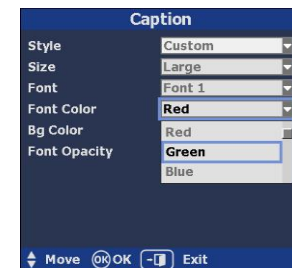 Caption
Style Custom
Size Large
Font Font 1
Font Color Red
Bg Color Red
Font Opacity Green
Blue
Move OK OK Exit